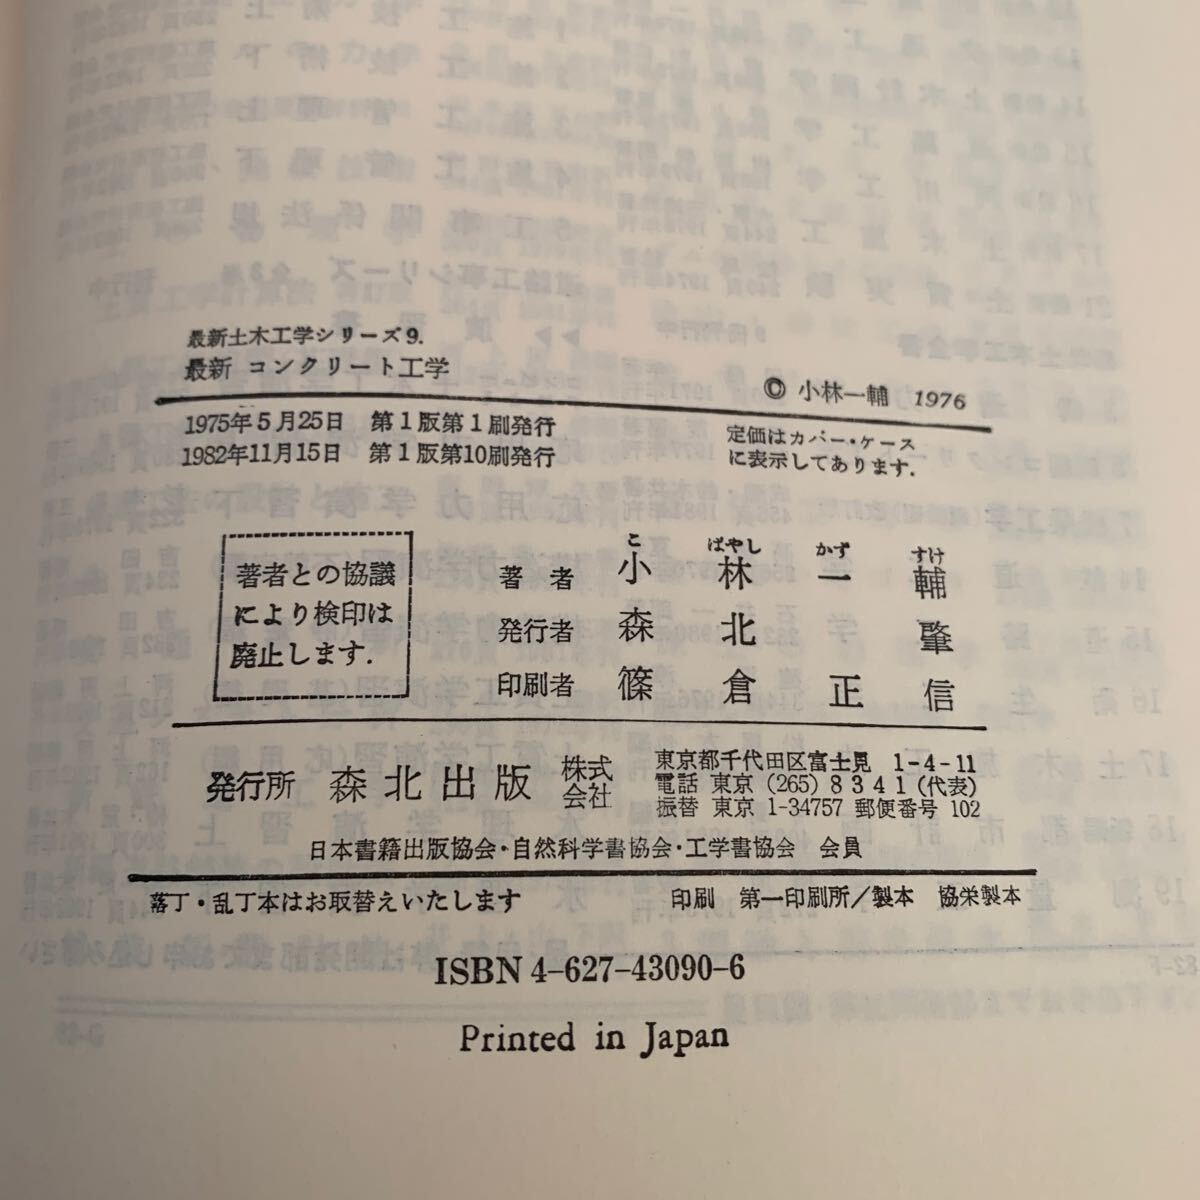 最新土木工学シリーズ9.
最新 コンクリート工学
© 小林一輔 1976
1975年5月25日 第1版第1刷発行
1982年11月15日 第1版第10刷発行
定価はカバー・ケース
に表示してあります.
著者との協議
により検印は
廃止します.
こ ばやし かず すけ
著者 小林一輔
発行者 森北肇
印刷者 篠倉正信
発行所 森北出版 株式会社
東京都千代田区富士見 1-4-11
電話 東京 (265) 8341 (代表)
振替 東京 1-34757 郵便番号 102
日本書籍出版協会・自然科学書協会・工学書協会 会員
落丁・乱丁本はお取替えいたします
印刷 第一印刷所/製本 協栄製本
ISBN 4-627-43090-6
Printed in Japan